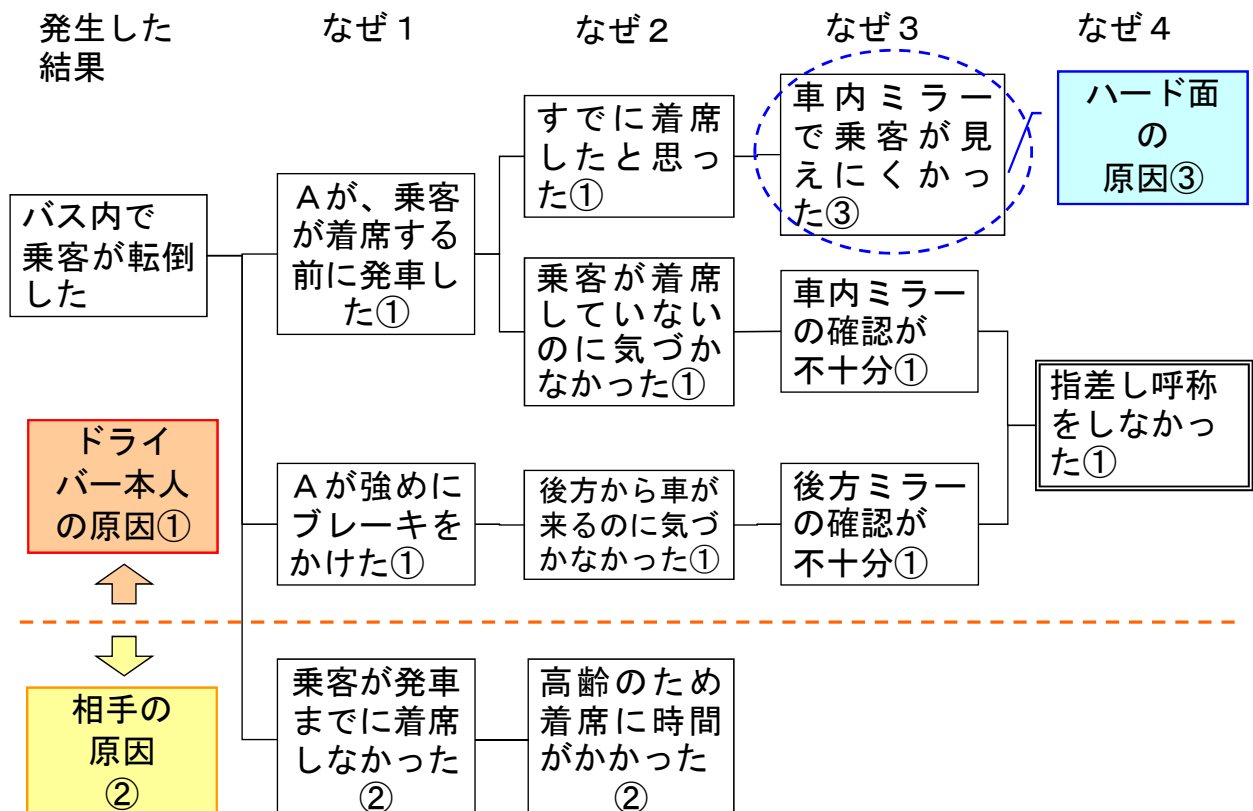 発生した
結果
なぜ１
なぜ２
なぜ３
なぜ４
バス内で
乗客が転倒
した
Ａが、乗客
が着席する
前に発車し
た①
すでに着席
したと思っ
た①
車内ミラー
で乗客が見
えにくかっ
た③
ハード面
の
原因③
乗客が着席
していない
のに気づか
なかった①
車内ミラー
の確認が
不十分①
指差し呼称
をしなかっ
た①
ドライ
バー本人
の原因①
Ａが強めに
ブレーキを
かけた①
後方から車が
来るのに気づ
かなかった①
後方ミラー
の確認が
不十分①
相手の
原因
②
乗客が発車
までに着席
しなかった
②
高齢のため
着席に時間
がかかった
②